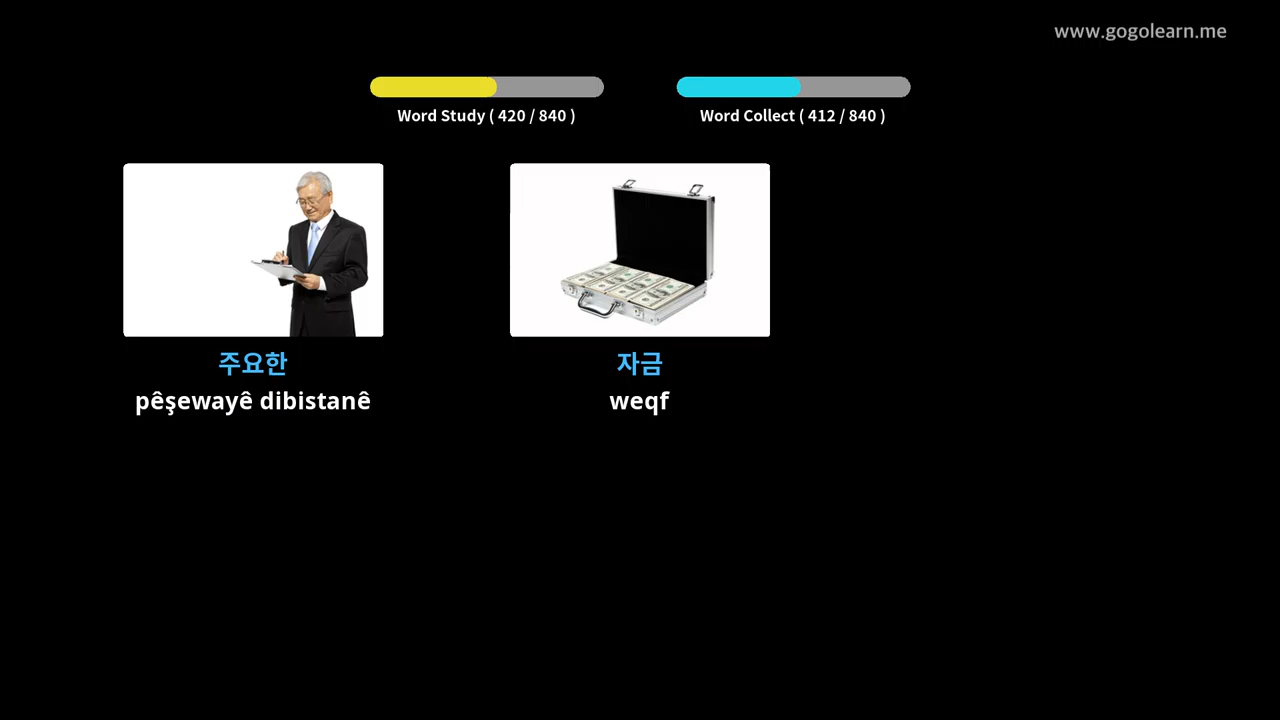 www.gogolearn.me
Word Study ( 420 / 840 )
Word Collect ( 412 / 840 )
주요한
pêşewayê dibistanê
자금
weqf